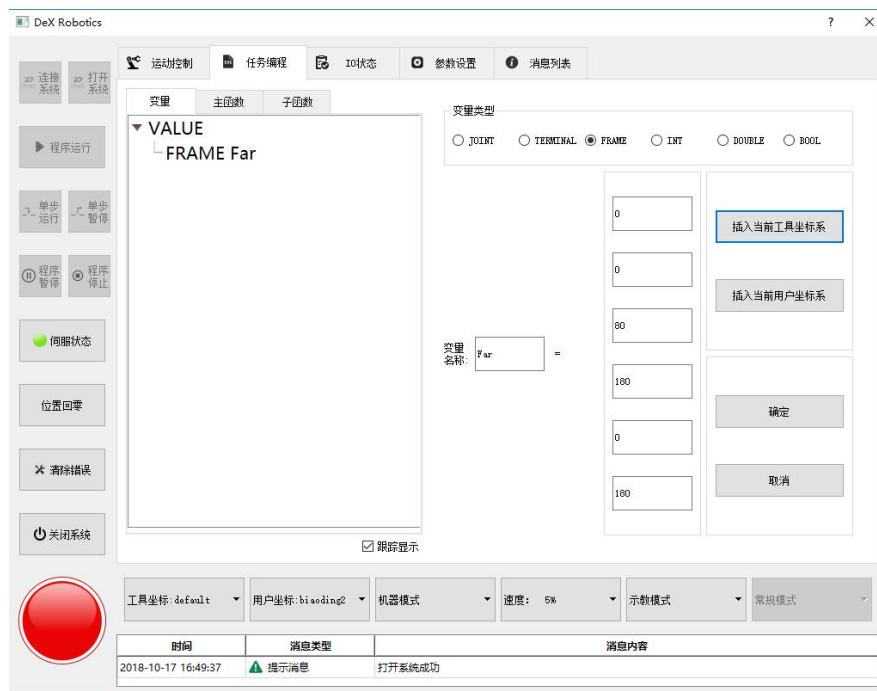 DeX Robotics
?
运动控制
任务编程
IO状态
参数设置
消息列表
连接
系统
打开
系统
程序运行
单步
运行
单步
暂停
程序
暂停
程序
停止
伺服状态
位置回零
清除错误
关闭系统
变量
主函数
子函数
VALUE
FRAME Far
跟踪显示
变量类型
JOINT
TERMINAL
FRAME
INT
DOUBLE
BOOL
变量
名称:
Far
=
0
0
80
180
0
180
插入当前工具坐标系
插入当前用户坐标系
确定
取消
工具坐标:default
用户坐标:biaoding2
机器模式
速度: 5%
示教模式
常规模式
时间
消息类型
消息内容
2018-10-17 16:49:37
提示消息
打开系统成功